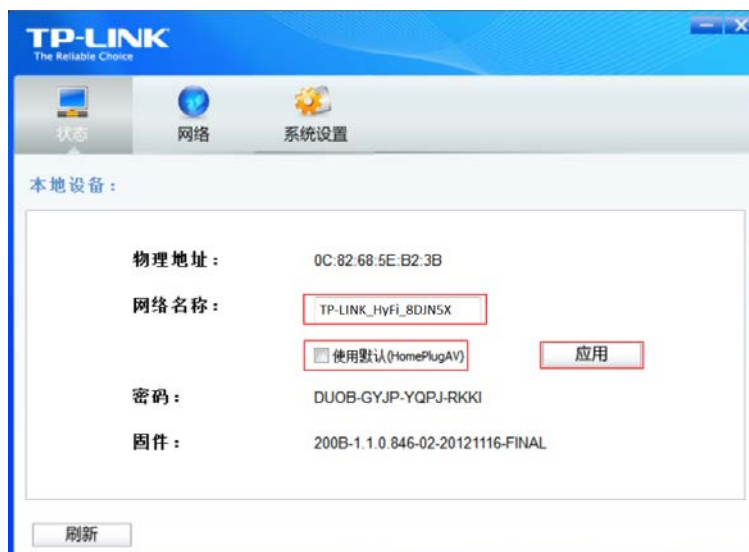 TP-LINK
The Reliable Choice
状态 网络 系统设置
本地设备：
物理地址： 0C:82:68:5E:B2:3B
网络名称： TP-LINK_HyFi_8DJN5X
使用默认(HomePlugAV) 应用
密码： DUOB-GYJP-YQPJ-RKKI
固件： 200B-1.1.0.846-02-20121116-FINAL
刷新